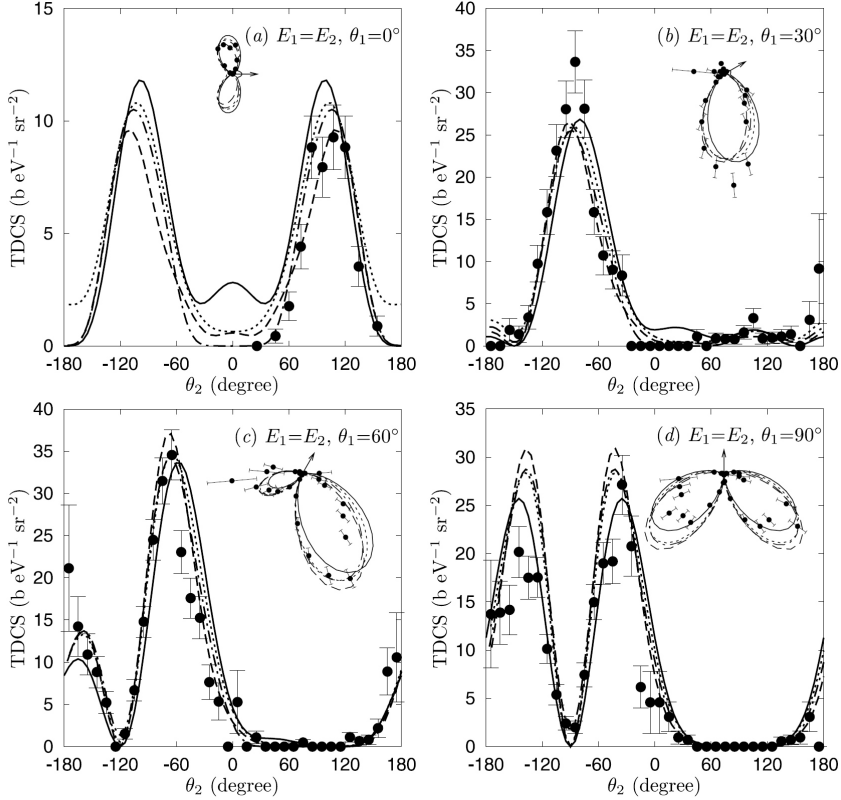 (a) E₁=E₂, θ₁=0°
15
10
5
0
TDCS (b eV⁻¹ sr⁻²)
-180 -120 -60 0 60 120 180
θ₂ (degree)
(b) E₁=E₂, θ₁=30°
40
35
30
25
20
15
10
5
0
TDCS (b eV⁻¹ sr⁻²)
-180 -120 -60 0 60 120 180
θ₂ (degree)
(c) E₁=E₂, θ₁=60°
40
35
30
25
20
15
10
5
0
TDCS (b eV⁻¹ sr⁻²)
-180 -120 -60 0 60 120 180
θ₂ (degree)
(d) E₁=E₂, θ₁=90°
35
30
25
20
15
10
5
0
TDCS (b eV⁻¹ sr⁻²)
-180 -120 -60 0 60 120 180
θ₂ (degree)